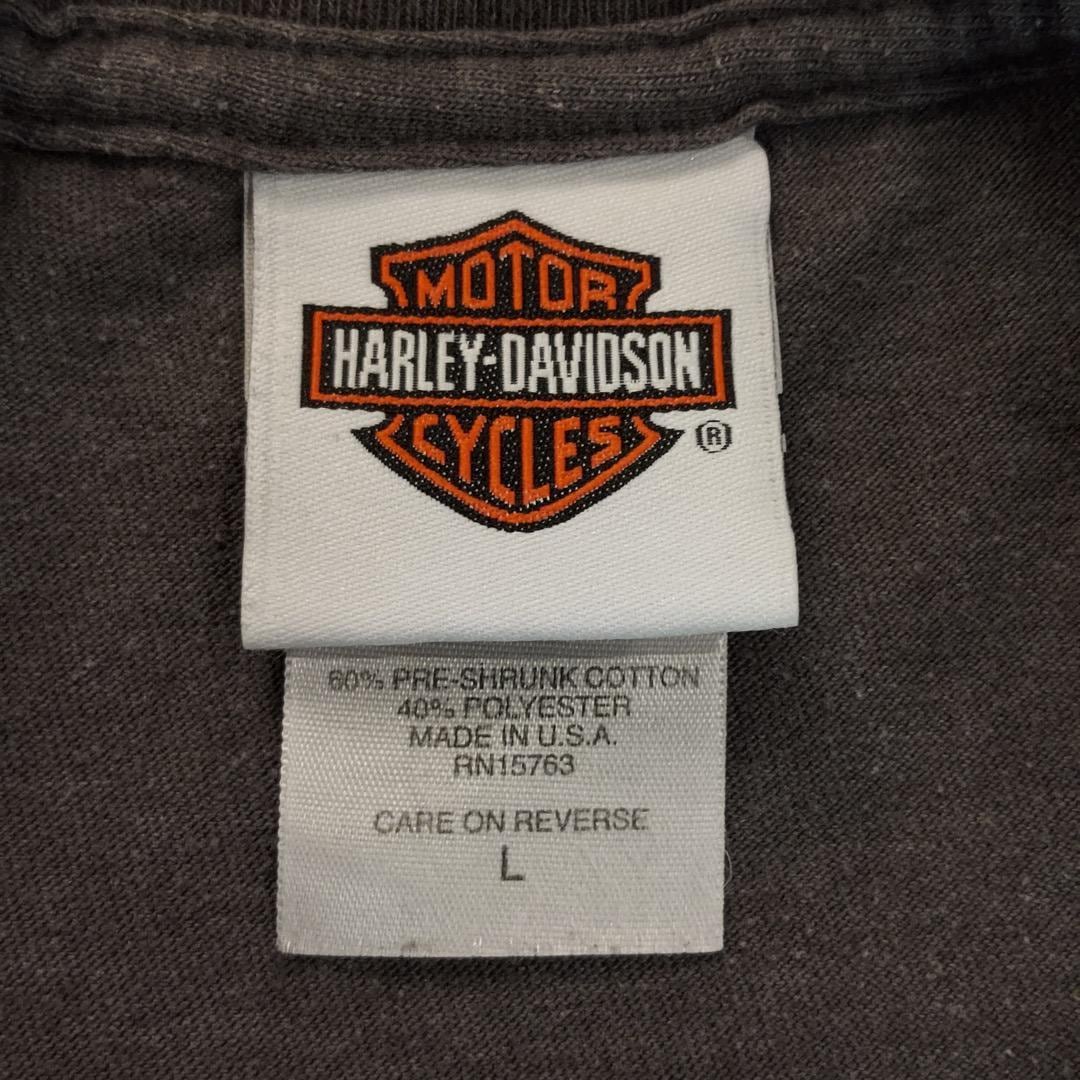 MOTOR
HARLEY-DAVIDSON
CYCLES ®
60% PRE-SHRUNK COTTON
40% POLYESTER
MADE IN U.S.A.
RN15763
CARE ON REVERSE
L